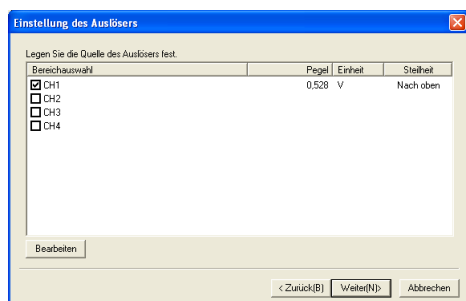 Einstellung des Auslösers
Legen Sie die Quelle des Auslösers fest.
Bereichauswahl Pegel Einheit Steilheit
CH1 0,528 V Nach oben
CH2
CH3
CH4
Bearbeiten
< Zurück(B) Weiter(N)> Abbrechen